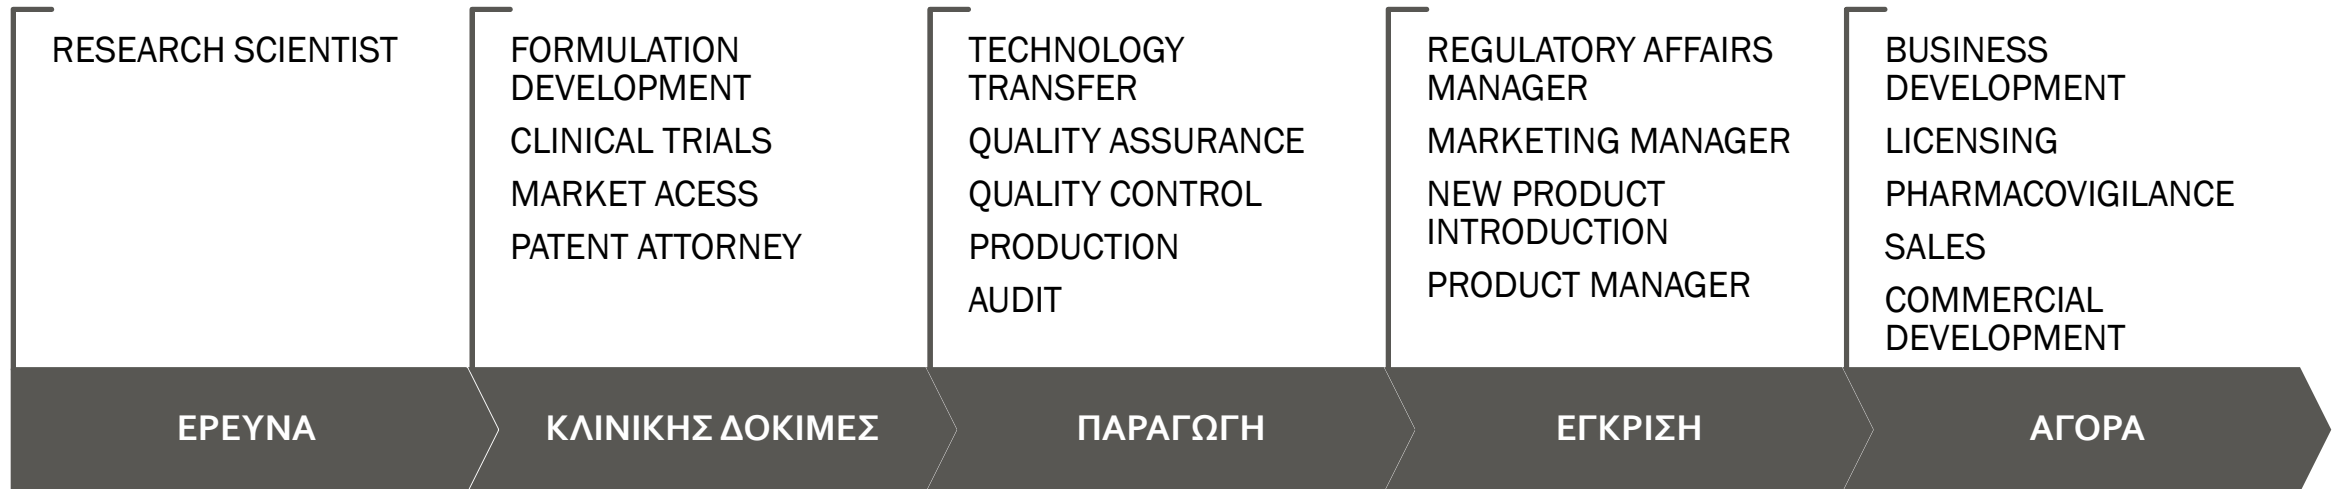 RESEARCH SCIENTIST
FORMULATION
DEVELOPMENT
CLINICAL TRIALS
MARKET ACESS
PATENT ATTORNEY
TECHNOLOGY
TRANSFER
QUALITY ASSURANCE
QUALITY CONTROL
PRODUCTION
AUDIT
REGULATORY AFFAIRS
MANAGER
MARKETING MANAGER
NEW PRODUCT
INTRODUCTION
PRODUCT MANAGER
BUSINESS
DEVELOPMENT
LICENSING
PHARMACOVIGILANCE
SALES
COMMERCIAL
DEVELOPMENT
ΕΡΕΥΝΑ
ΚΛΙΝΙΚΗΣ ΔΟΚΙΜΕΣ
ΠΑΡΑΓΩΓΗ
ΕΓΚΡΙΣΗ
ΑΓΟΡΑ